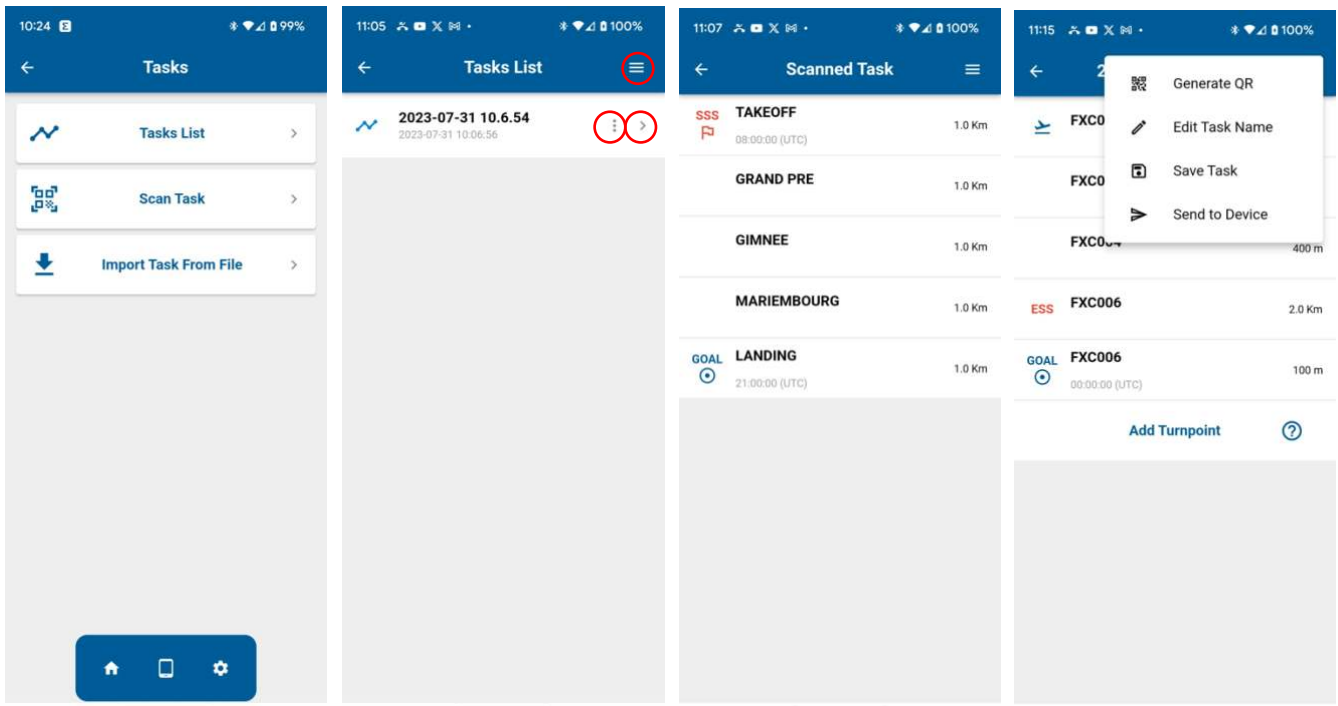 10:24 99%
Tasks
Tasks List
Scan Task
Import Task From File
11:05 100%
Tasks List
2023-07-31 10.6.54
2023-07-31 10:06:56
11:07 100%
Scanned Task
SSS TAKEOFF 1.0 Km
08:00:00 (UTC)
GRAND PRE 1.0 Km
GIMNEE 1.0 Km
MARIEMBOURG 1.0 Km
GOAL LANDING 1.0 Km
21:00:00 (UTC)
11:15 100%
2
Generate QR
Edit Task Name
Save Task
Send to Device
FXC0
FXC0
400 m
ESS FXC006 2.0 Km
GOAL FXC006 100 m
00:00:00 (UTC)
Add Turnpoint